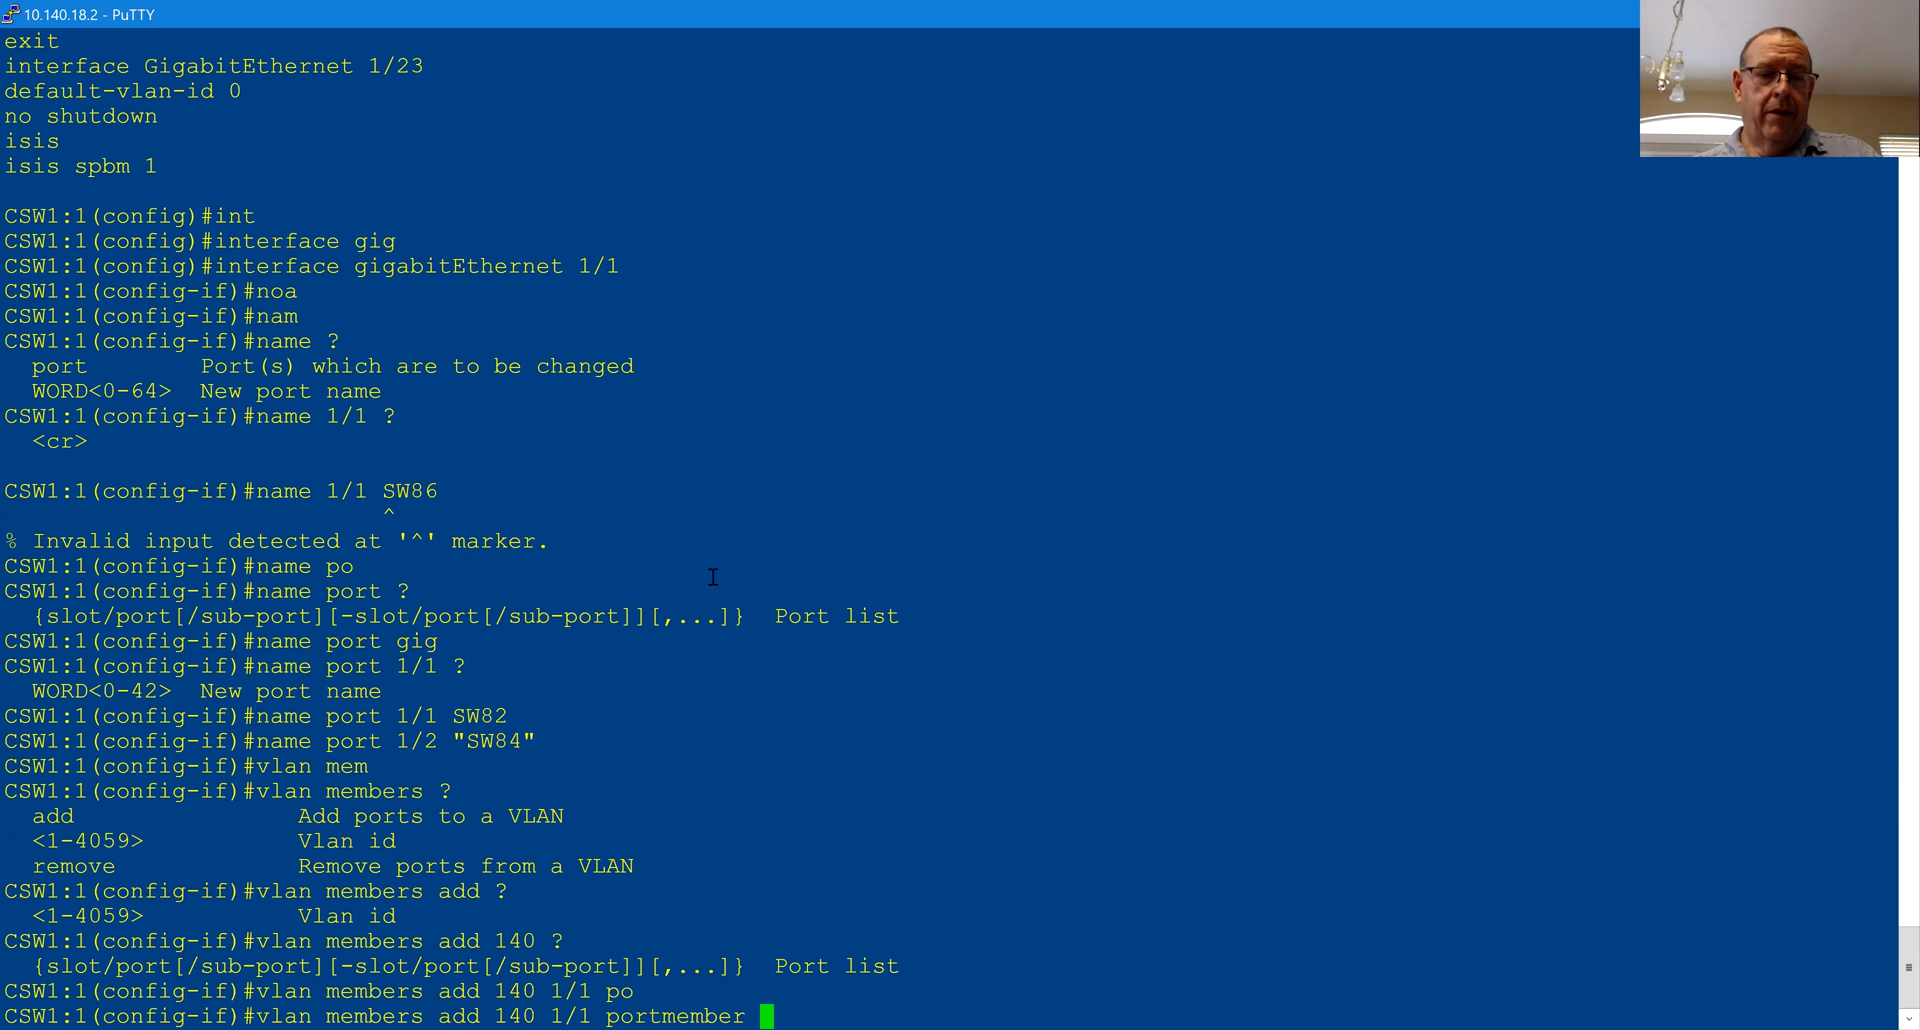 10.140.18.2 - PuTTY
exit
interface GigabitEthernet 1/23
default-vlan-id 0
no shutdown
isis
isis spbm 1
CSW1:1(config)#int
CSW1:1(config)#interface gig
CSW1:1(config)#interface gigabitEthernet 1/1
CSW1:1(config-if)#noa
CSW1:1(config-if)#nam
CSW1:1(config-if)#name ?
port Port(s) which are to be changed
WORD<0-64> New port name
CSW1:1(config-if)#name 1/1 ?
<cr>
CSW1:1(config-if)#name 1/1 SW86
^
% Invalid input detected at '^' marker.
CSW1:1(config-if)#name po
CSW1:1(config-if)#name port ?
{slot/port[/sub-port][-slot/port[/sub-port]][,...]} Port list
CSW1:1(config-if)#name port gig
CSW1:1(config-if)#name port 1/1 ?
WORD<0-42> New port name
CSW1:1(config-if)#name port 1/1 SW82
CSW1:1(config-if)#name port 1/2 "SW84"
CSW1:1(config-if)#vlan mem
CSW1:1(config-if)#vlan members ?
add Add ports to a VLAN
<1-4059> Vlan id
remove Remove ports from a VLAN
CSW1:1(config-if)#vlan members add ?
<1-4059> Vlan id
CSW1:1(config-if)#vlan members add 140 ?
{slot/port[/sub-port][-slot/port[/sub-port]][,...]} Port list
CSW1:1(config-if)#vlan members add 140 1/1 po
CSW1:1(config-if)#vlan members add 140 1/1 portmember